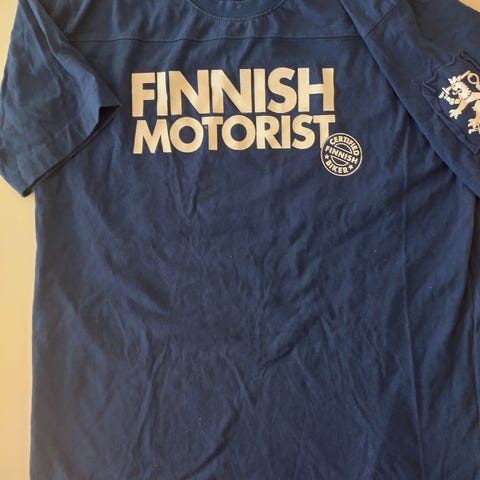 FINNISH
MOTORIST
CERTIFIED
FINNISH
BIKER